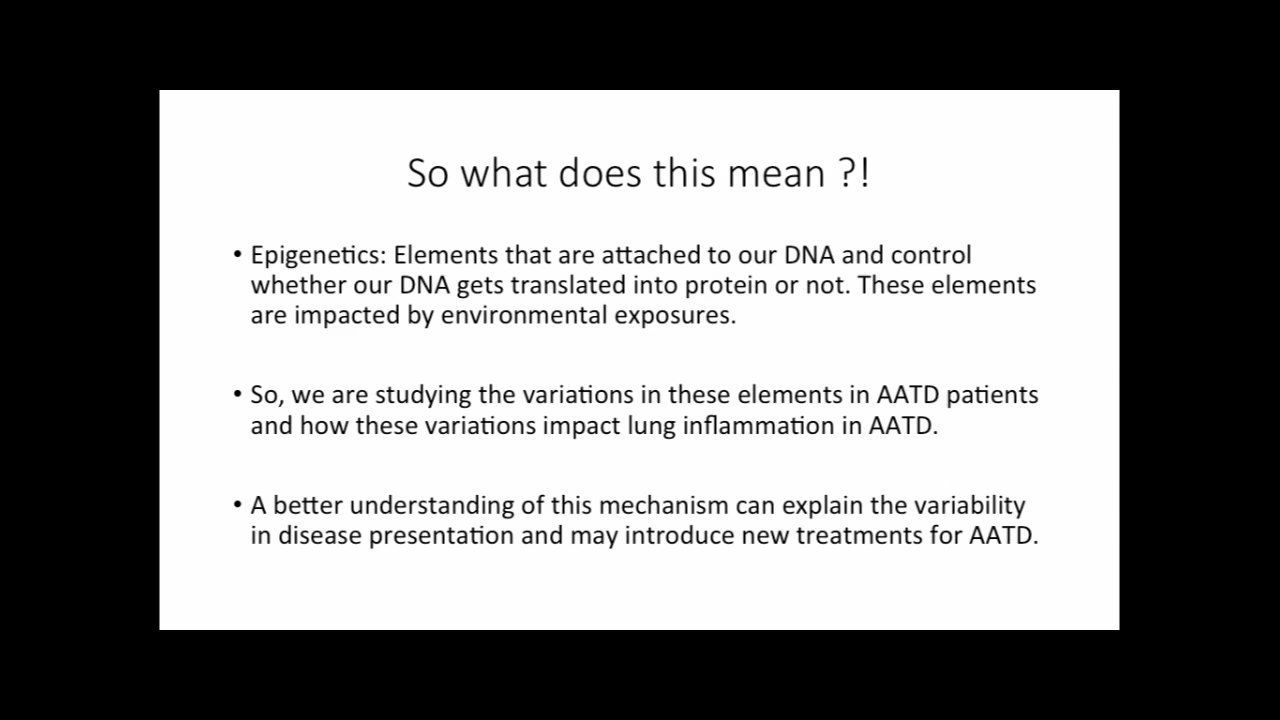 So what does this mean ?!
• Epigenetics: Elements that are attached to our DNA and control
whether our DNA gets translated into protein or not. These elements
are impacted by environmental exposures.
• So, we are studying the variations in these elements in AATD patients
and how these variations impact lung inflammation in AATD.
• A better understanding of this mechanism can explain the variability
in disease presentation and may introduce new treatments for AATD.